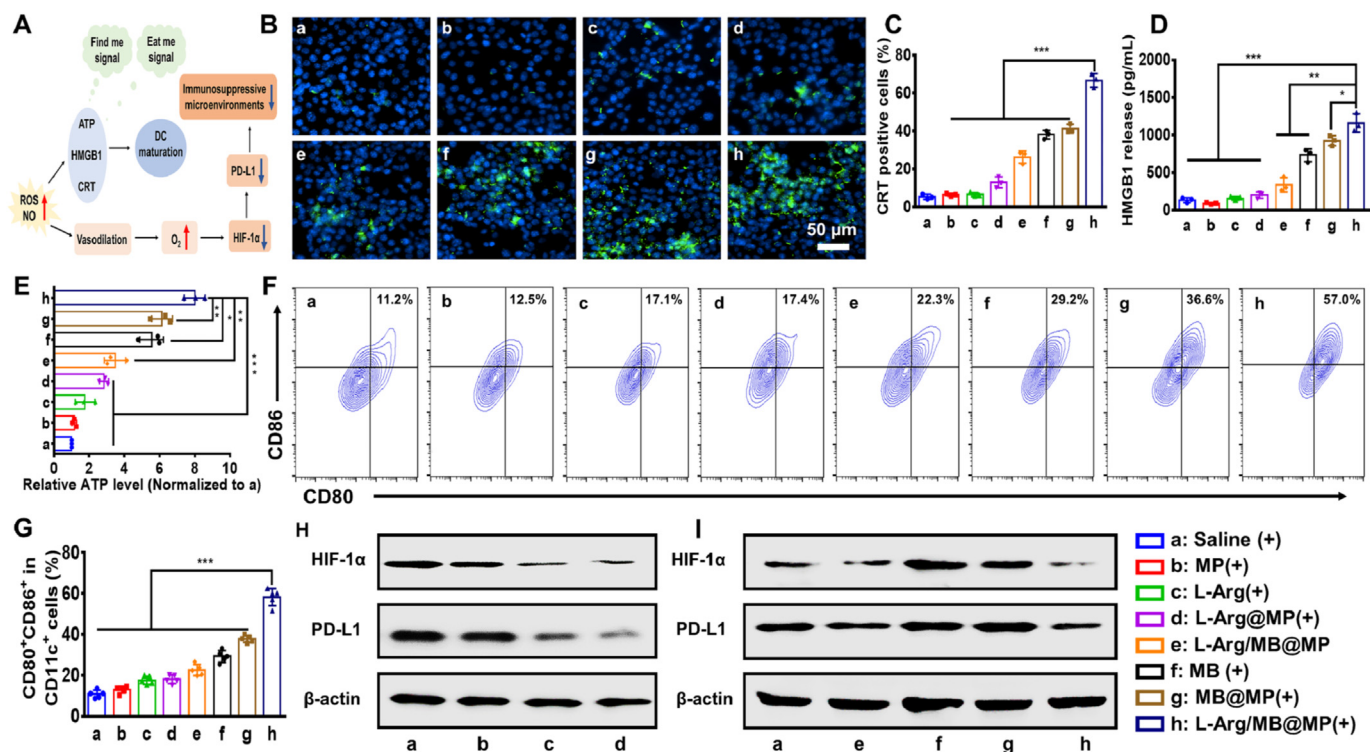 A
Find me
signal
Eat me
signal
ATP
HMGB1
CRT
DC
maturation
Immunosuppressive
microenvironments
PD-L1
ROS
NO
Vasodilation
O₂
HIF-1α
B
a
b
c
d
e
f
g
h
50 μm
C
CRT positive cells (%)
80
60
40
20
0
***
a b c d e f g h
D
HMGB1 release (pg/mL)
2000
1500
1000
500
0
***
**
*
a b c d e f g h
E
h
g
f
e
d
c
b
a
**
*
**
***
0 2 4 6 8 10
Relative ATP level (Normalized to a)
F
CD86
a 11.2%
b 12.5%
c 17.1%
d 17.4%
e 22.3%
f 29.2%
g 36.6%
h 57.0%
CD80
G
CD80⁺CD86⁺ in
CD11c⁺ cells (%)
80
60
40
20
0
***
a b c d e f g h
H
HIF-1α
PD-L1
β-actin
a b c d
I
HIF-1α
PD-L1
β-actin
a e f g h
a: Saline (+)
b: MP(+)
c: L-Arg(+)
d: L-Arg@MP(+)
e: L-Arg/MB@MP
f: MB (+)
g: MB@MP(+)
h: L-Arg/MB@MP(+)